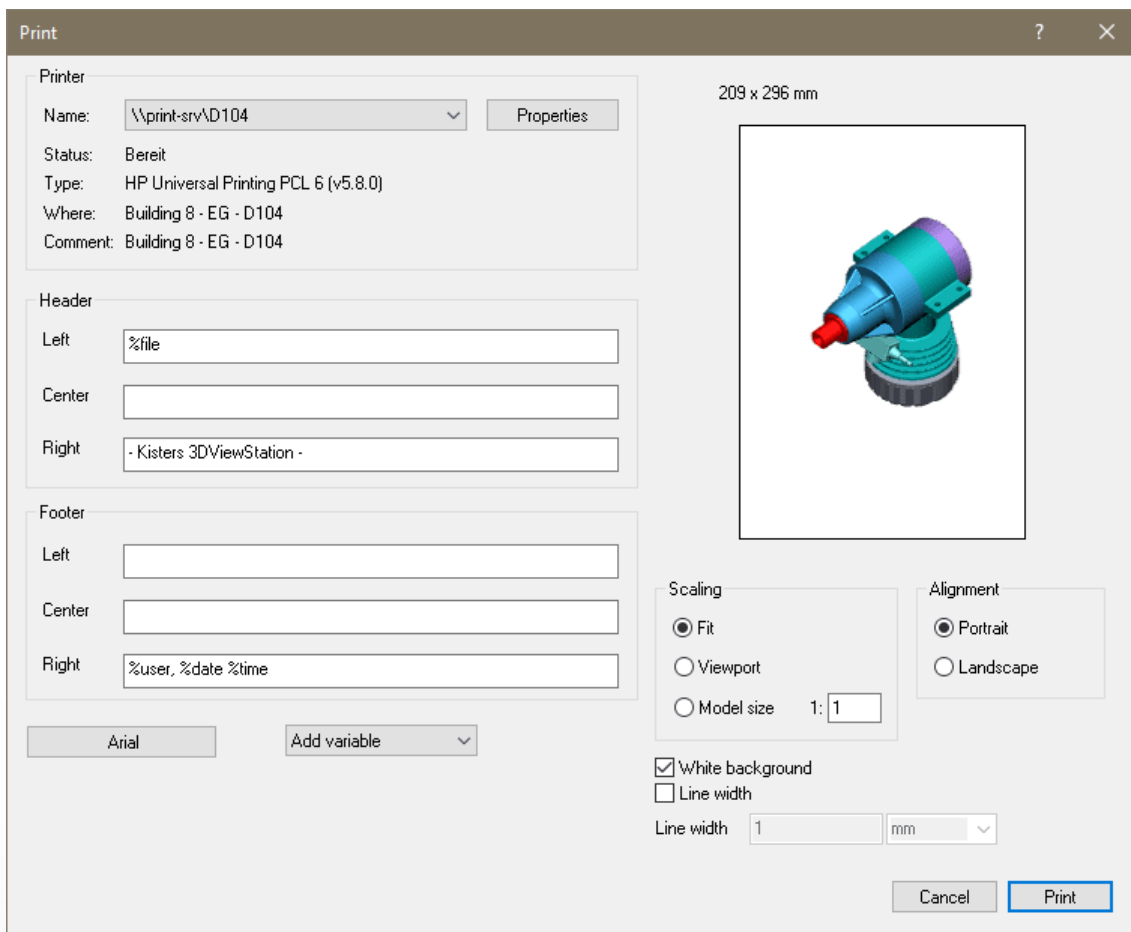 Print
?
Printer
Name: \\print-srv\D104 Properties
Status: Bereit
Type: HP Universal Printing PCL 6 (v5.8.0)
Where: Building 8 - EG - D104
Comment: Building 8 - EG - D104
Header
Left %file
Center
Right - Kisters 3DViewStation -
Footer
Left
Center
Right %user, %date %time
Arial Add variable
209 x 296 mm
Scaling
Fit
Viewport
Model size 1: 1
Alignment
Portrait
Landscape
White background
Line width
Line width 1 mm
Cancel Print